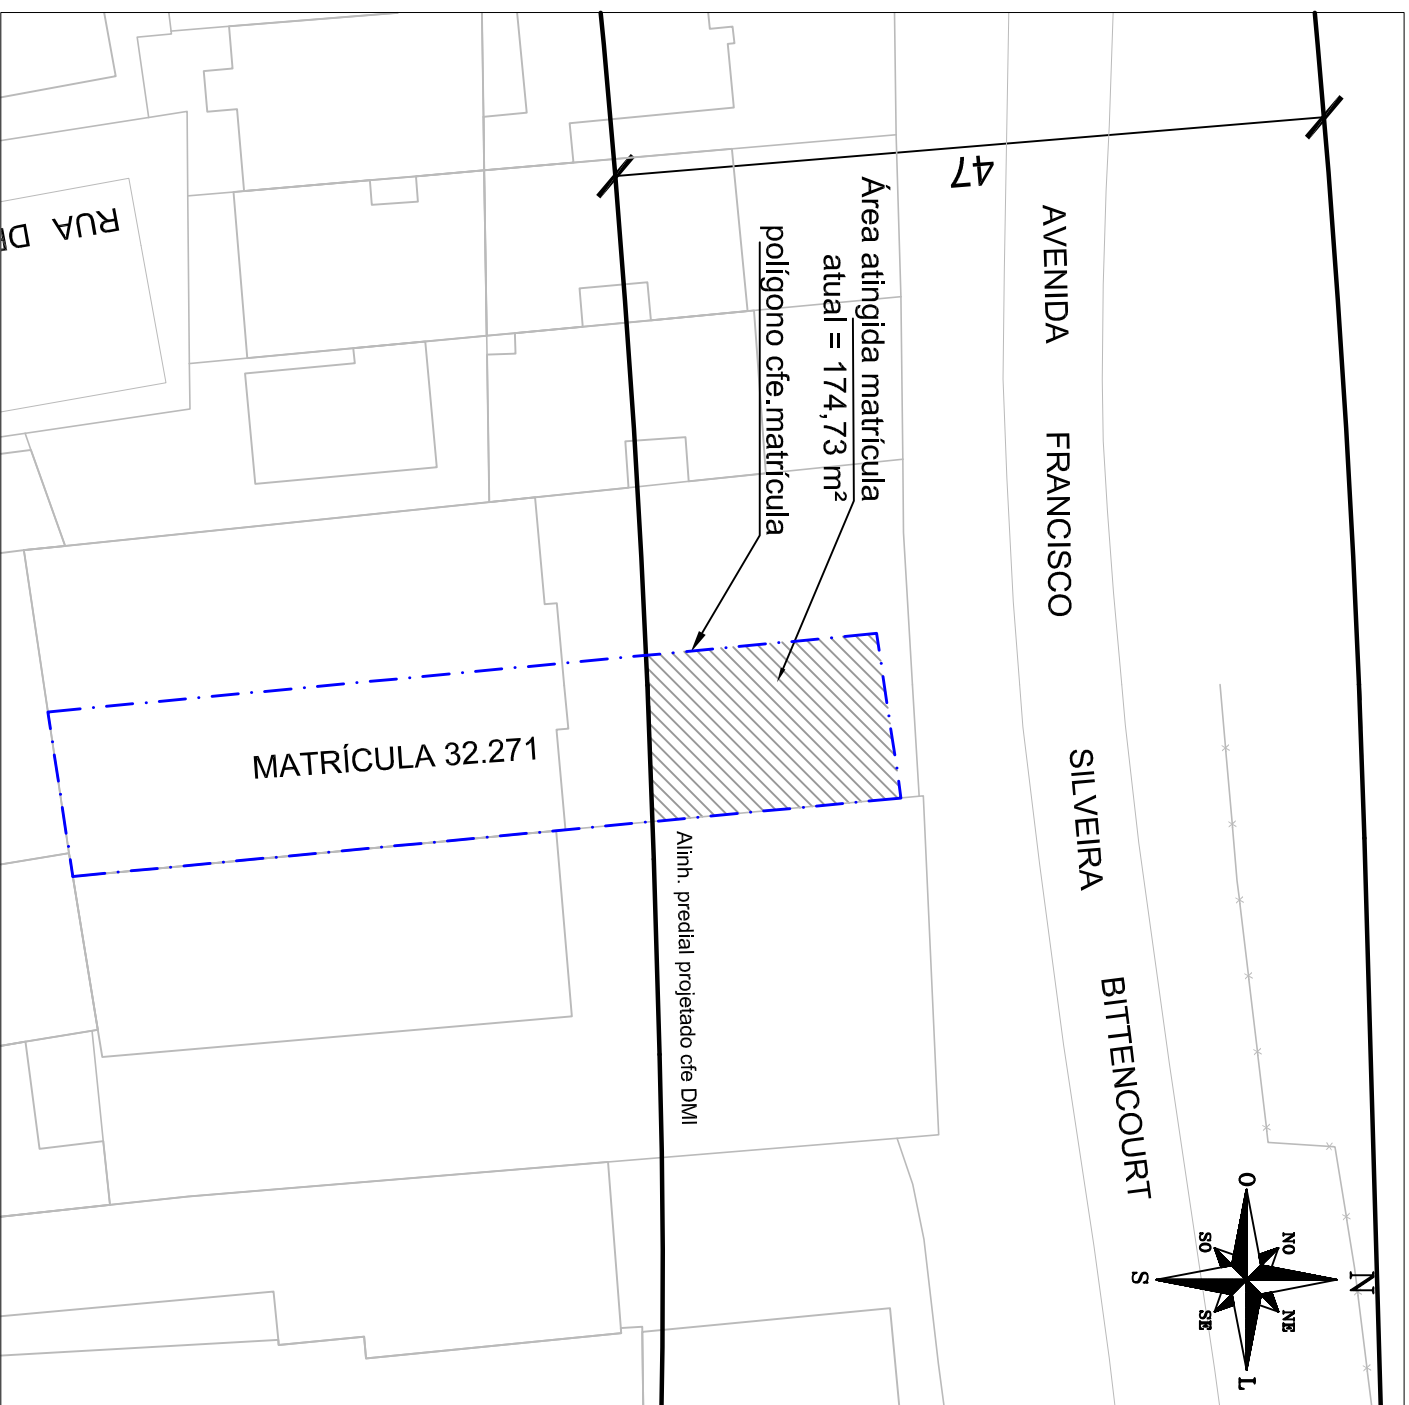 47
AVENIDA FRANCISCO SILVEIRA BITTENCOURT
Área atingida matrícula
atual = 174,73 m²
polígono cfe.matrícula
RUA
MATRÍCULA 32.271
Alinh. predial projetado cfe DMI
N
NE
L
SE
S
SO
O
NO